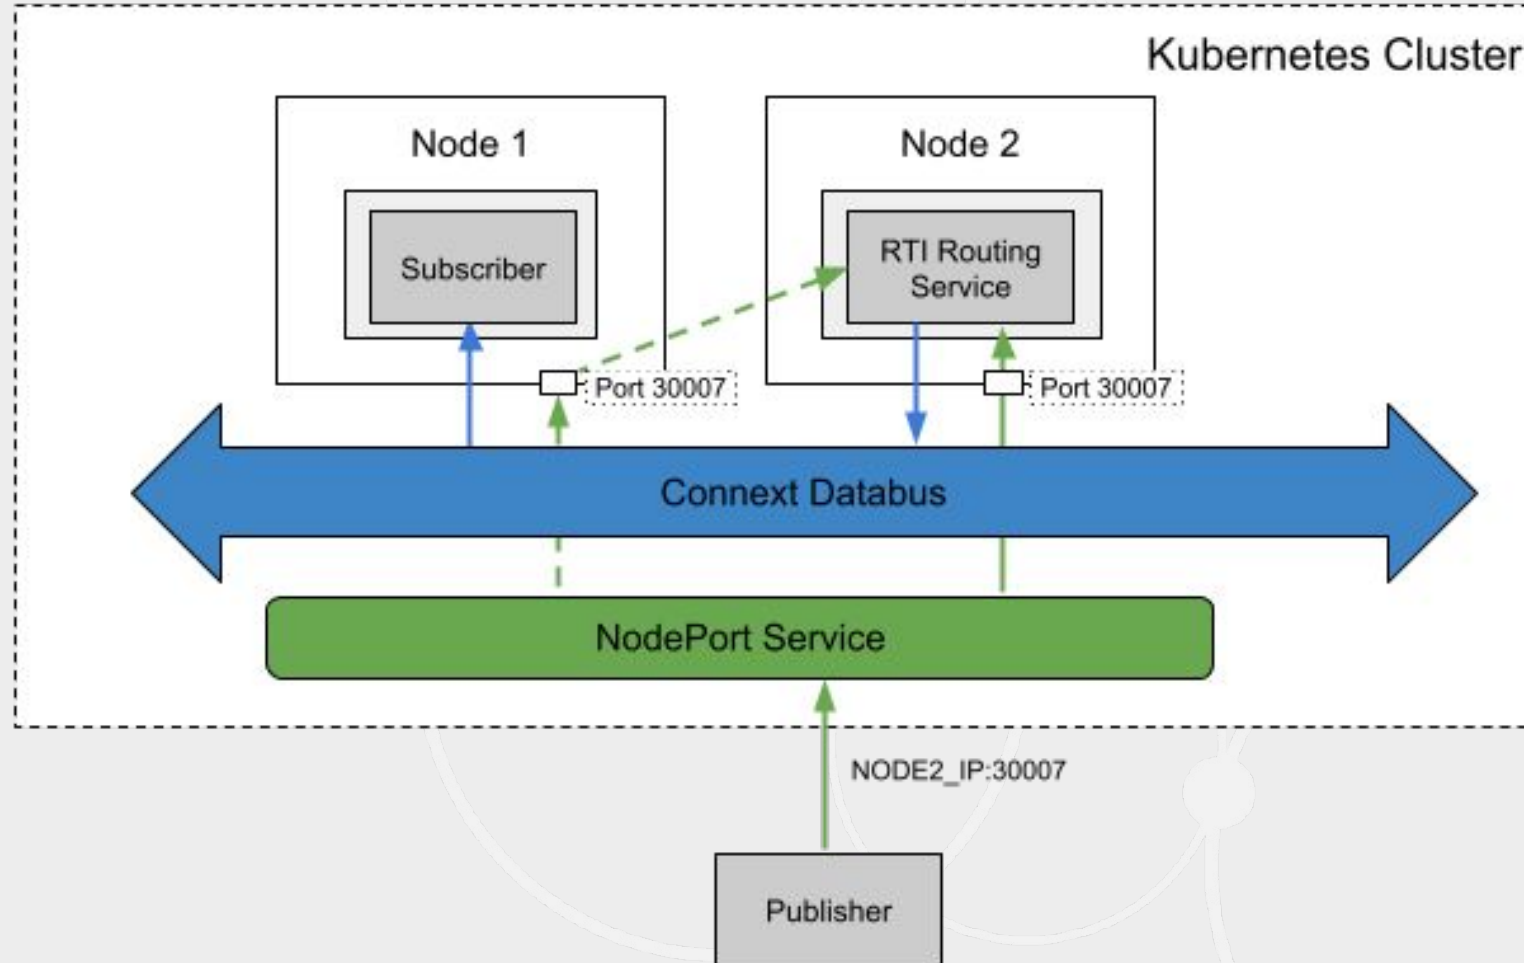 Kubernetes Cluster
Node 1
Node 2
Subscriber
RTI Routing
Service
Port 30007
Port 30007
Connext Databus
NodePort Service
NODE2_IP:30007
Publisher